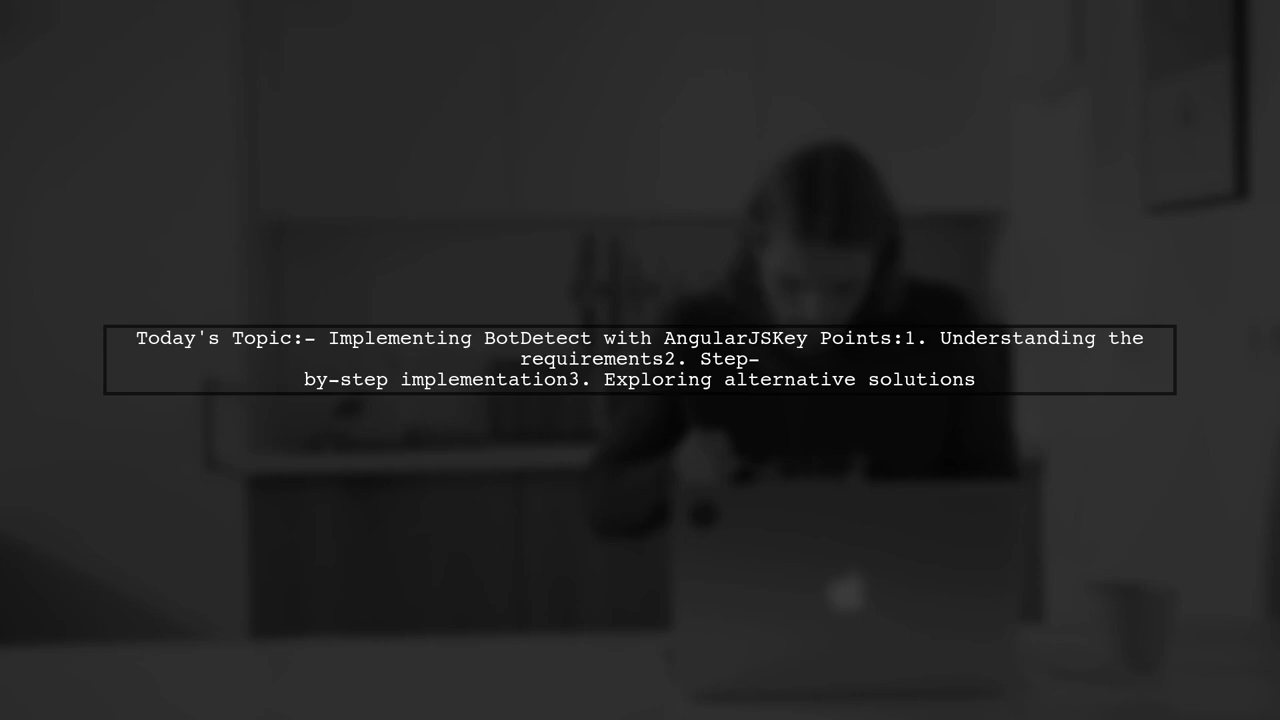 Today's Topic:- Implementing BotDetect with AngularJSKey Points:1. Understanding the
requirements2. Step-
by-step implementation3. Exploring alternative solutions